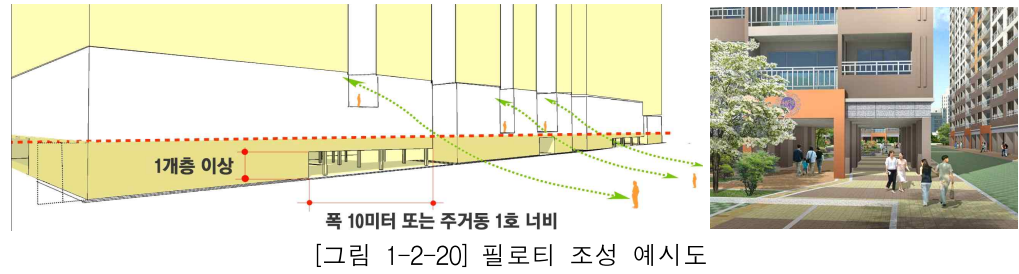 1개층 이상
폭 10미터 또는 주거동 1호 너비
[그림 1-2-20] 필로티 조성 예시도